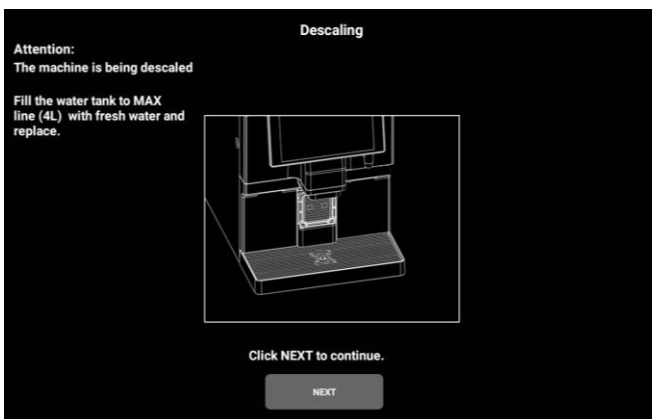 Descaling
Attention:
The machine is being descaled
Fill the water tank to MAX
line (4L) with fresh water and
replace.
Click NEXT to continue.
NEXT